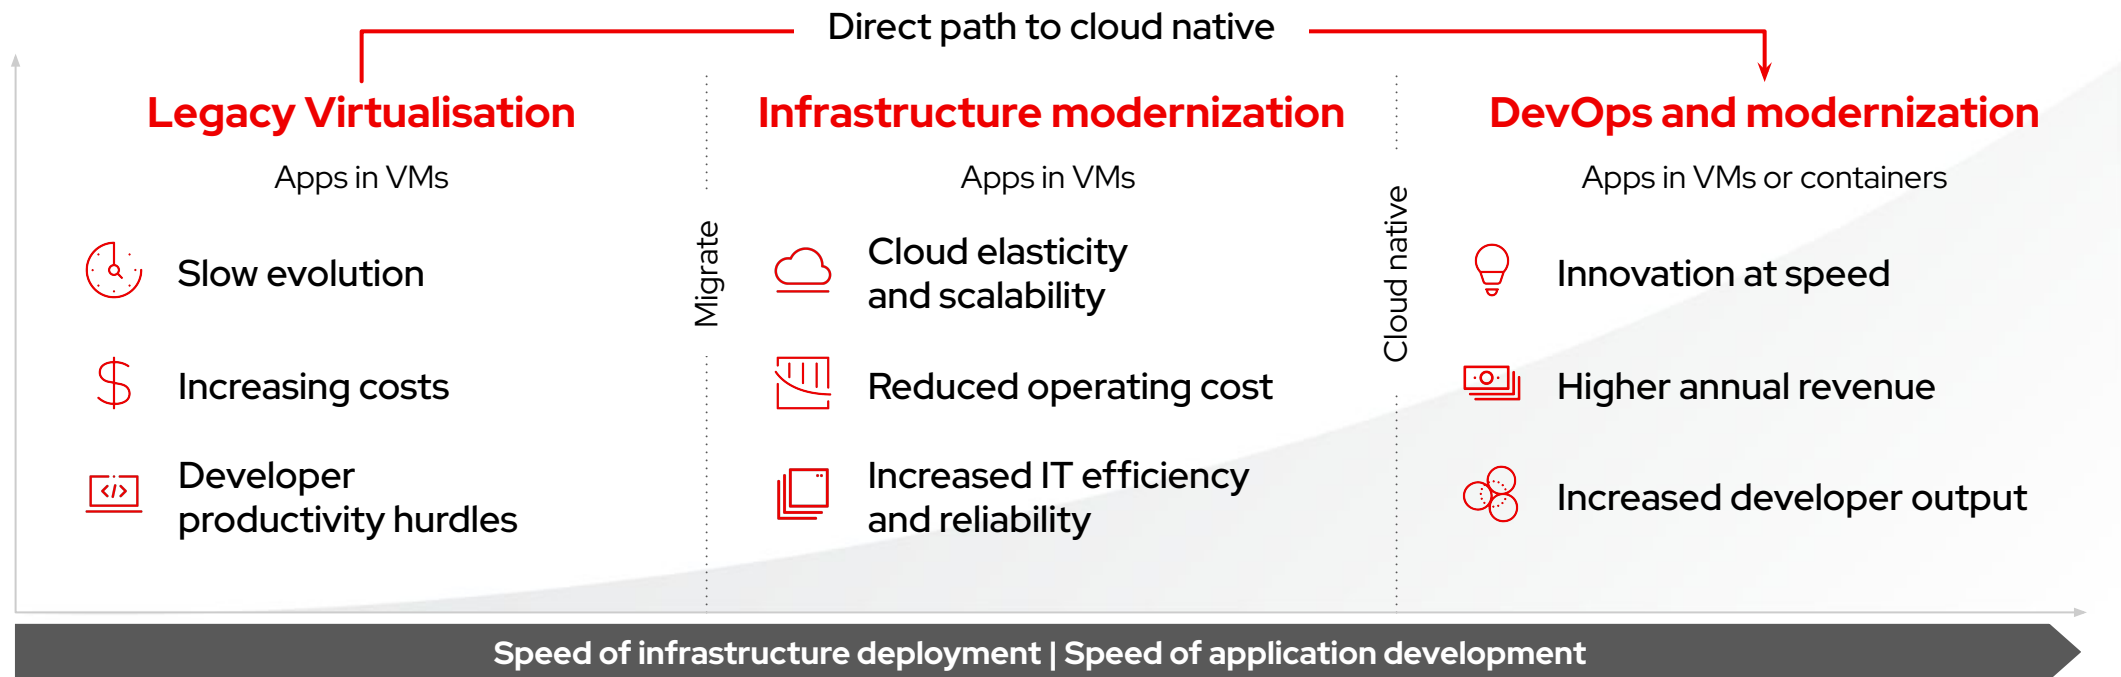 Direct path to cloud native
Legacy Virtualisation
Apps in VMs
Slow evolution
Increasing costs
Developer
productivity hurdles
Migrate
Infrastructure modernization
Apps in VMs
Cloud elasticity
and scalability
Reduced operating cost
Increased IT efficiency
and reliability
Cloud native
DevOps and modernization
Apps in VMs or containers
Innovation at speed
Higher annual revenue
Increased developer output
Speed of infrastructure deployment | Speed of application development